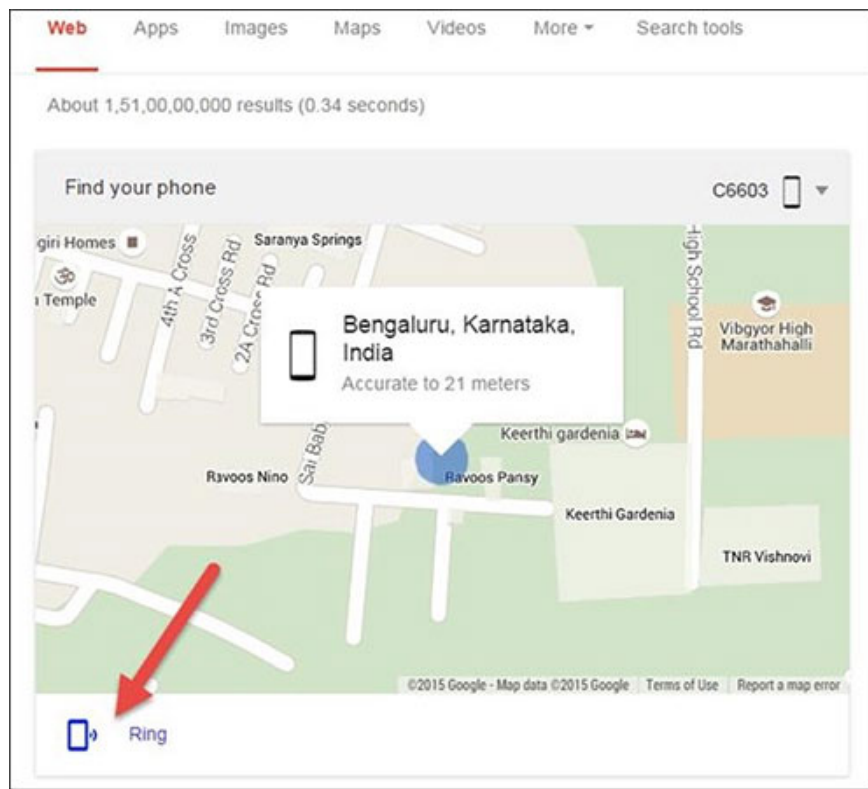 Web Apps Images Maps Videos More Search tools
About 1,51,00,00,000 results (0.34 seconds)
Find your phone
C6603
giri Homes
Temple
4th A Cross
3rd Cross Rd
2A Cross Rd
Saranya Springs
High School Rd
Vibgyor High
Marathahalli
Bengaluru, Karnataka,
India
Accurate to 21 meters
Keerthi gardenia
Ravoos Nino
Sai Bab
Ravoos Pansy
Keerthi Gardenia
TNR Vishnovi
©2015 Google - Map data ©2015 Google Terms of Use Report a map error
Ring